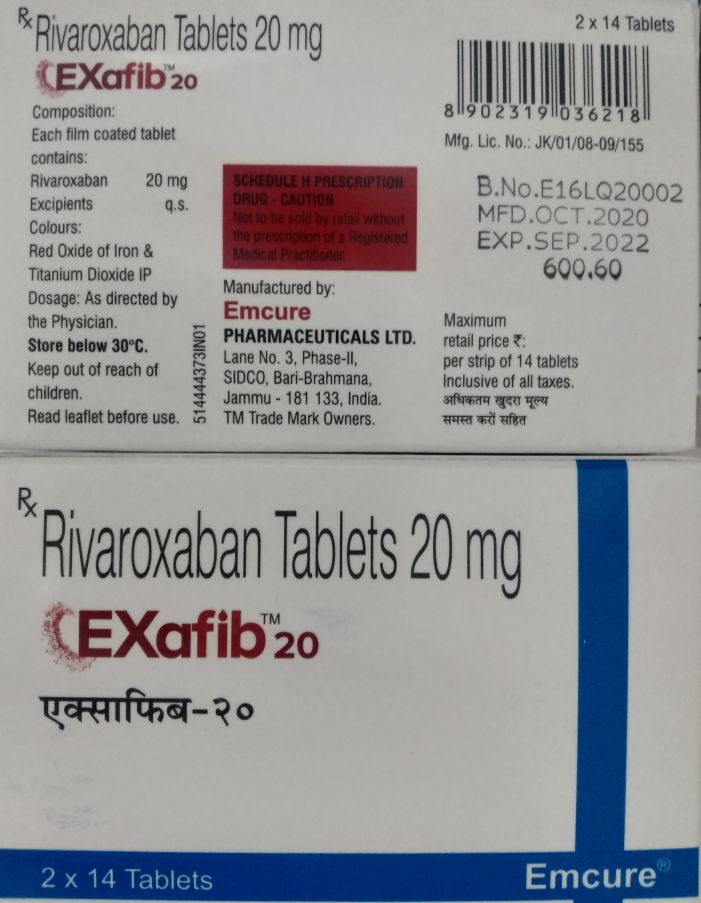 Rx Rivaroxaban Tablets 20 mg
EXafib™20
Composition:
Each film coated tablet
contains:
Rivaroxaban 20 mg
Excipients q.s.
Colours:
Red Oxide of Iron &
Titanium Dioxide IP
Dosage: As directed by
the Physician.
Store below 30°C.
Keep out of reach of
children.
Read leaflet before use.
514444373IN01
SCHEDULE H PRESCRIPTION
DRUG - CAUTION
Not to be sold by retail without
the prescription of a Registered
Medical Practitioner.
Manufactured by:
Emcure
PHARMACEUTICALS LTD.
Lane No. 3, Phase-II,
SIDCO, Bari-Brahmana,
Jammu - 181 133, India.
TM Trade Mark Owners.
2 x 14 Tablets
8 902319 036218
Mfg. Lic. No.: JK/01/08-09/155
B.No.E16LQ20002
MFD.OCT.2020
EXP.SEP.2022
600.60
Maximum
retail price ₹:
per strip of 14 tablets
Inclusive of all taxes.
अधिकतम खुदरा मूल्य
समस्त करों सहित
Rx Rivaroxaban Tablets 20 mg
EXafib™20
एक्साफिब-२०
2 x 14 Tablets
Emcure®